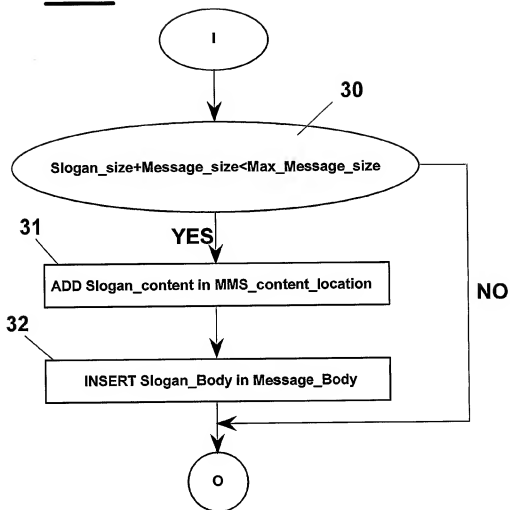 I
30
Slogan_size+Message_size<Max_Message_size
31
YES
ADD Slogan_content in MMS_content_location
NO
32
INSERT Slogan_Body in Message_Body
O